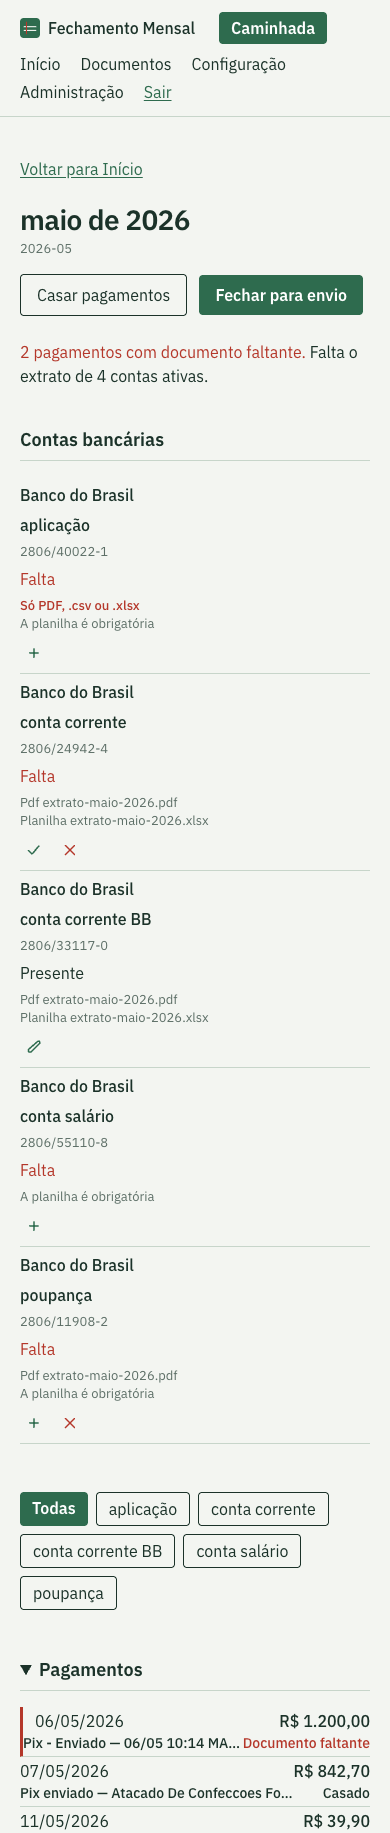 Fechamento Mensal
Caminhada
Início Documentos Configuração
Administração Sair
Voltar para Início
maio de 2026
2026-05
Casar pagamentos
Fechar para envio
2 pagamentos com documento faltante. Falta o
extrato de 4 contas ativas.
Contas bancárias
Banco do Brasil
aplicação
2806/40022-1
Falta
Só PDF, .csv ou .xlsx
A planilha é obrigatória
Banco do Brasil
conta corrente
2806/24942-4
Falta
Pdf extrato-maio-2026.pdf
Planilha extrato-maio-2026.xlsx
Banco do Brasil
conta corrente BB
2806/33117-0
Presente
Pdf extrato-maio-2026.pdf
Planilha extrato-maio-2026.xlsx
Banco do Brasil
conta salário
2806/55110-8
Falta
A planilha é obrigatória
Banco do Brasil
poupança
2806/11908-2
Falta
Pdf extrato-maio-2026.pdf
A planilha é obrigatória
Todas aplicação conta corrente
conta corrente BB conta salário
poupança
Pagamentos
06/05/2026 R$ 1.200,00
Pix - Enviado — 06/05 10:14 MA... Documento faltante
07/05/2026 R$ 842,70
Pix enviado — Atacado De Confeccoes Fo... Casado
11/05/2026 R$ 39,90